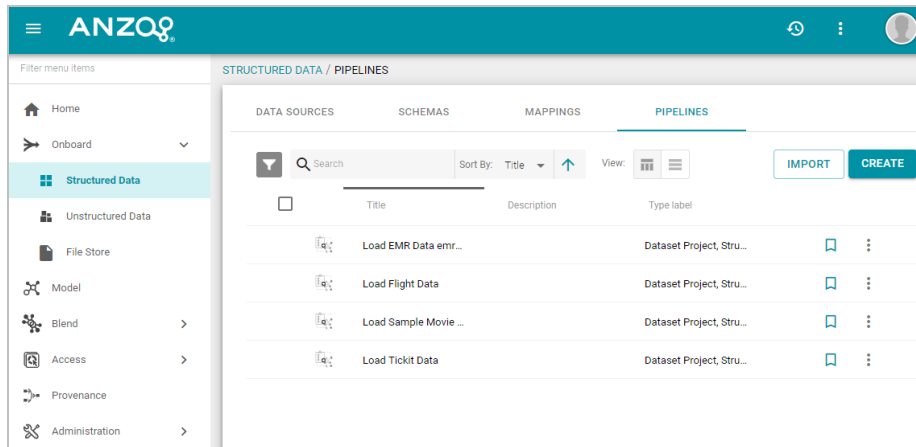 ANZO
Filter menu items
STRUCTURED DATA / PIPELINES
Home
Onboard
Structured Data
Unstructured Data
File Store
Model
Blend
Access
Provenance
Administration
DATA SOURCES SCHEMAS MAPPINGS PIPELINES
Search Sort By: Title View: IMPORT CREATE
Title Description Type label
Load EMR Data emr... Dataset Project, Stru...
Load Flight Data Dataset Project, Stru...
Load Sample Movie ... Dataset Project, Stru...
Load Tickit Data Dataset Project, Stru...